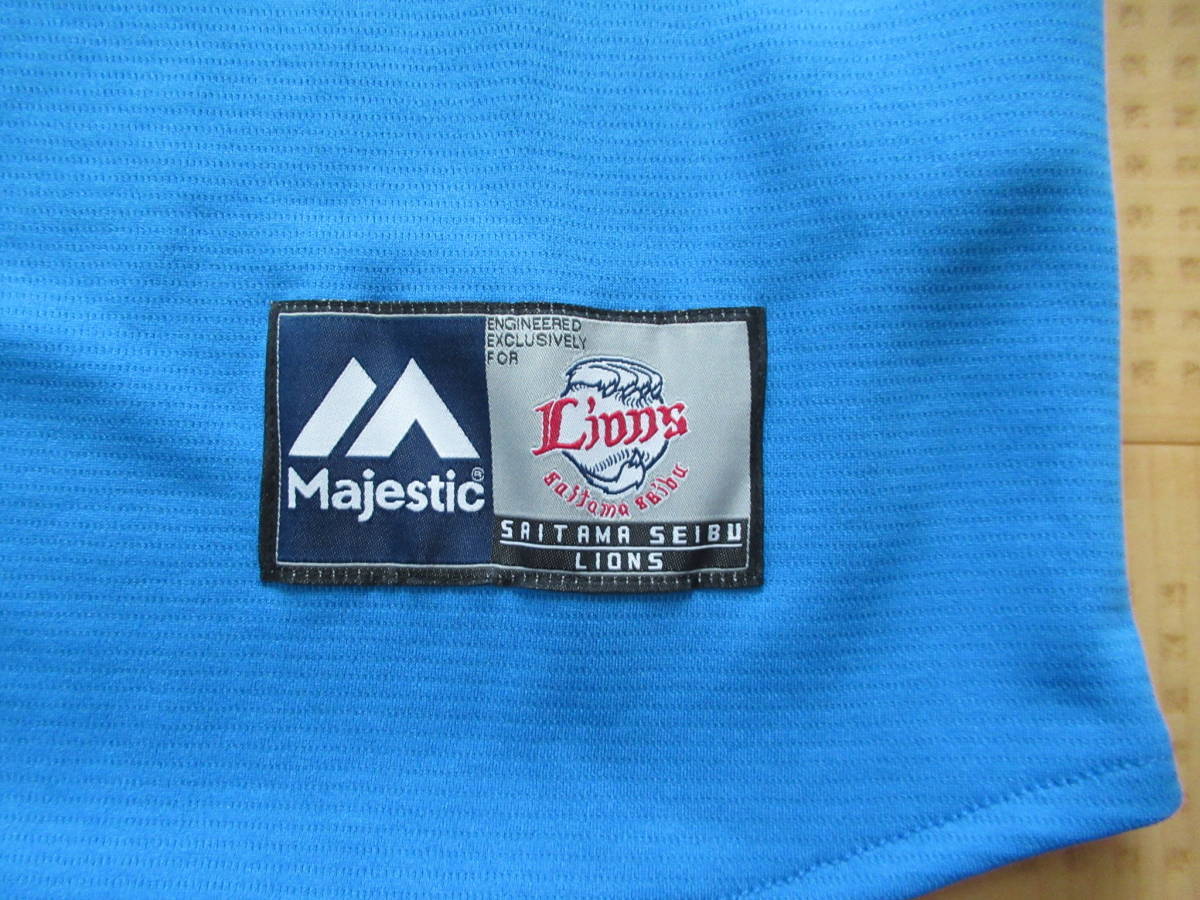 Majestic®
ENGINEERED
EXCLUSIVELY
FOR
Lions
saitama seibu
SAITAMA SEIBU
LIONS